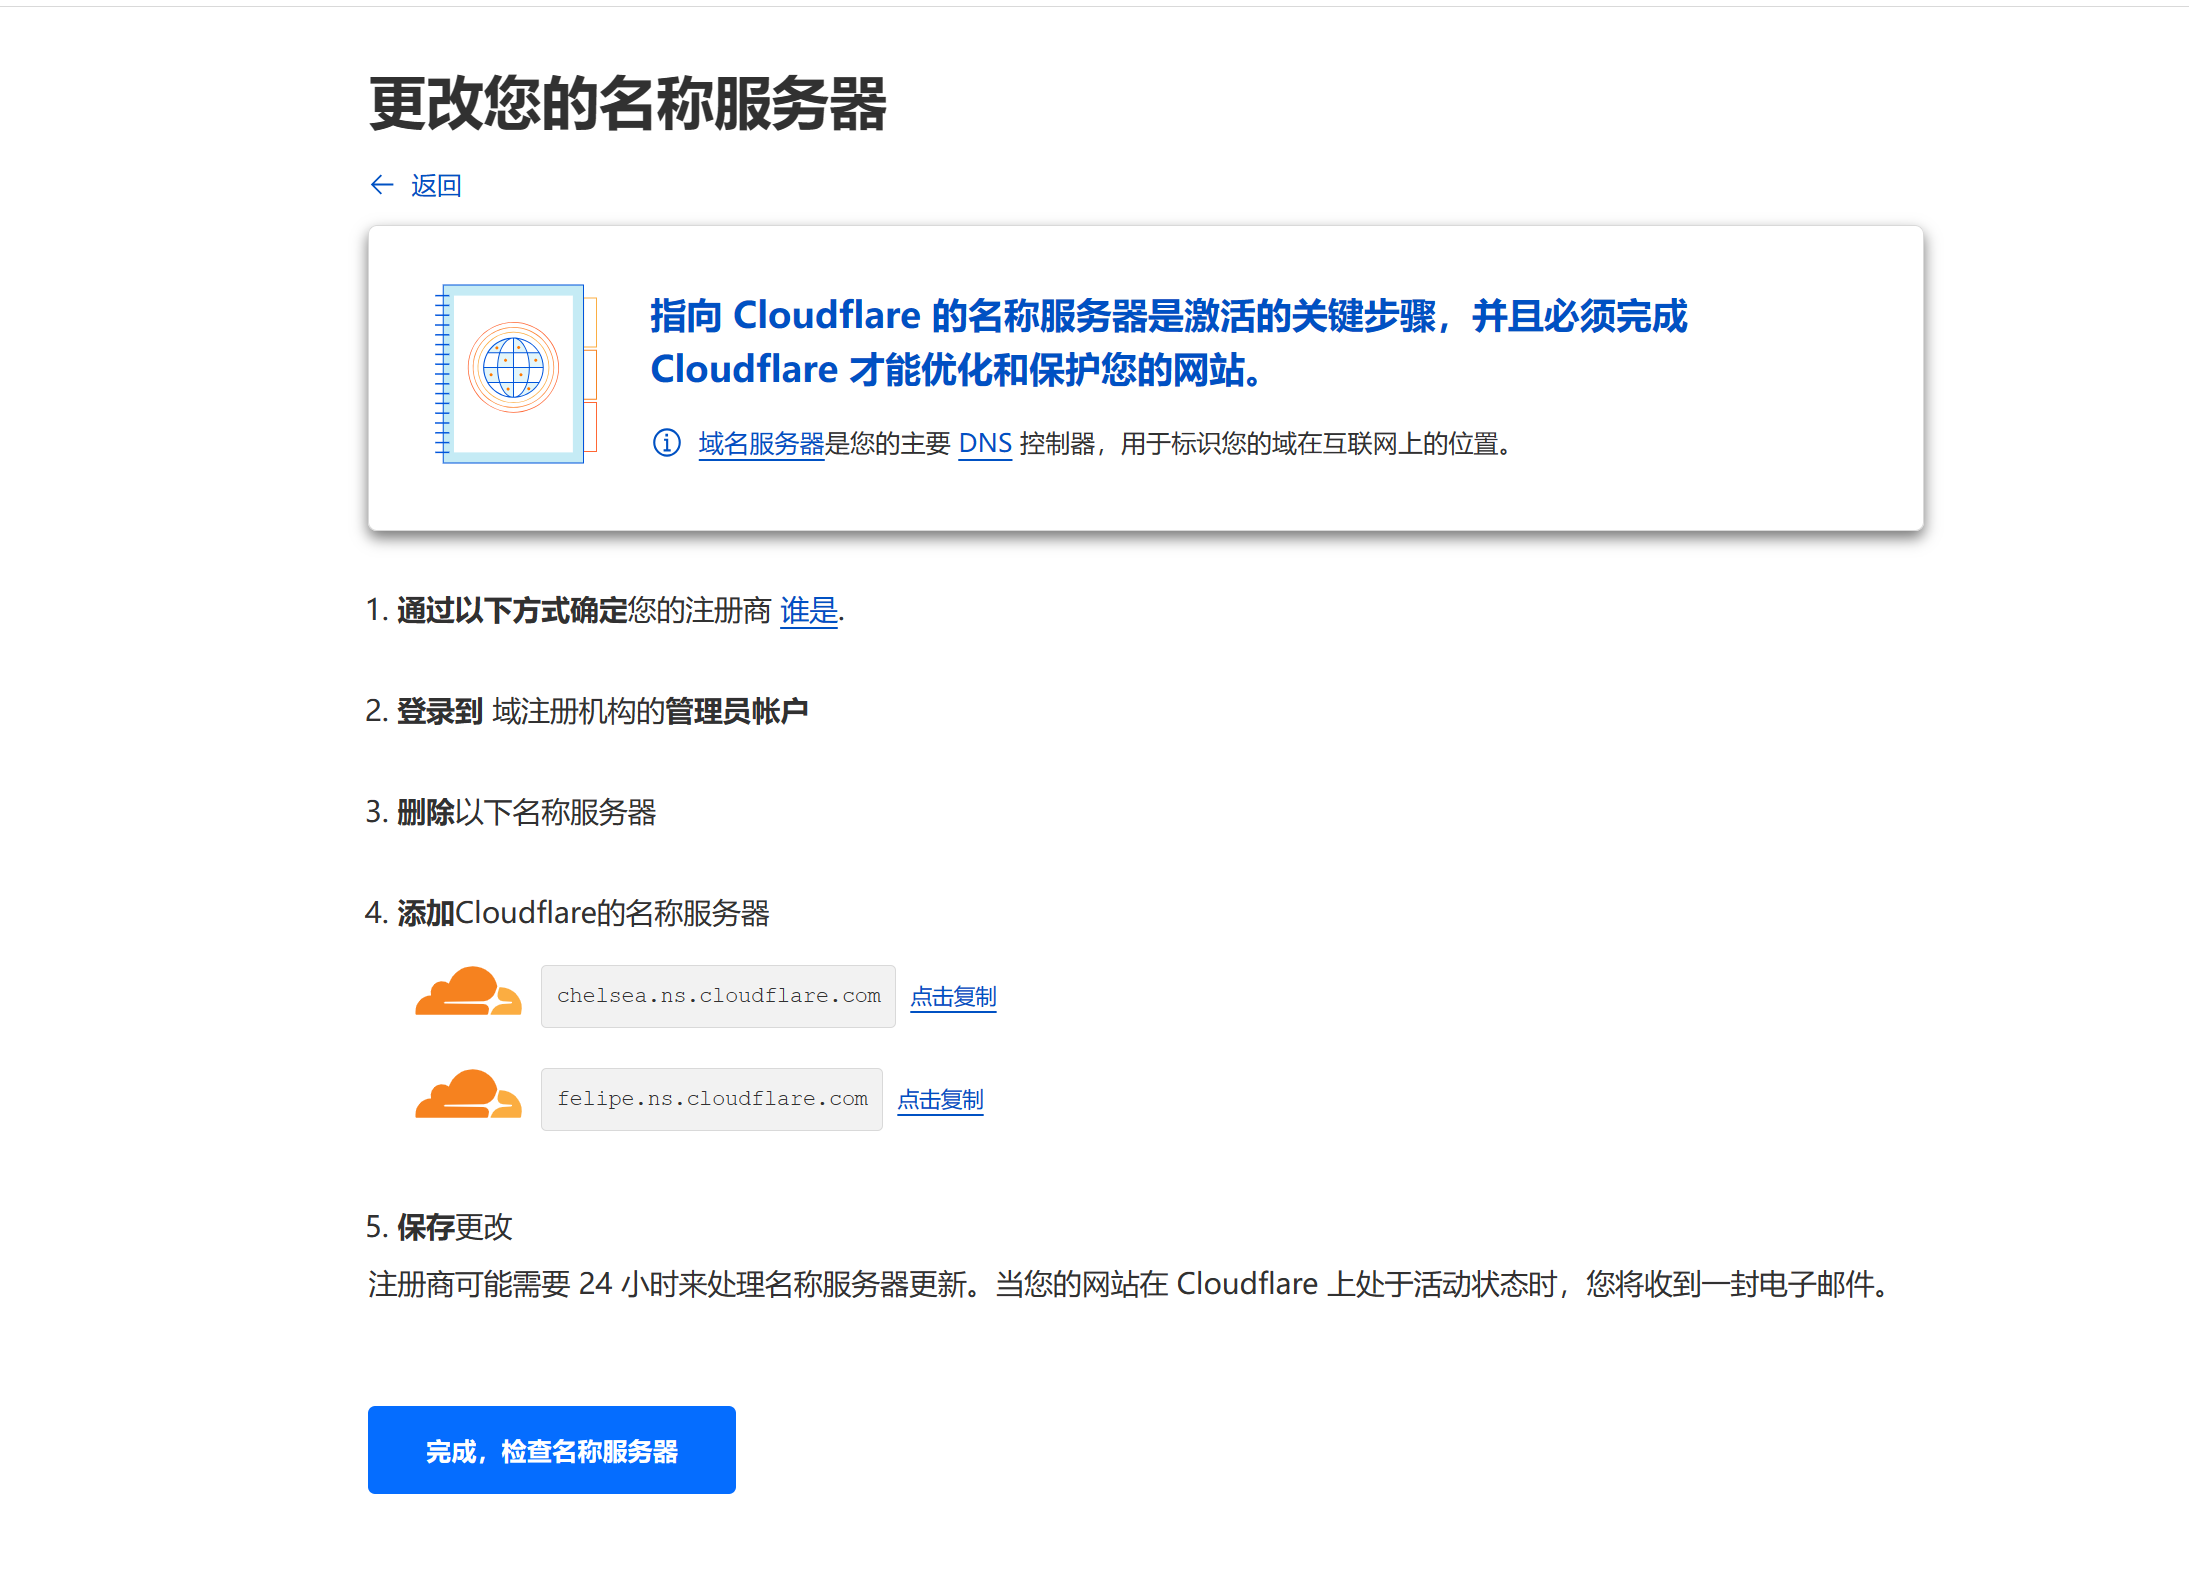 更改您的名称服务器
返回
指向 Cloudflare 的名称服务器是激活的关键步骤，并且必须完成
Cloudflare 才能优化和保护您的网站。
域名服务器是您的主要 DNS 控制器，用于标识您的域在互联网上的位置。
1. 通过以下方式确定您的注册商 谁是.
2. 登录到 域注册机构的管理员帐户
3. 删除以下名称服务器
4. 添加Cloudflare的名称服务器
chelsea.ns.cloudflare.com 点击复制
felipe.ns.cloudflare.com 点击复制
5. 保存更改
注册商可能需要 24 小时来处理名称服务器更新。当您的网站在 Cloudflare 上处于活动状态时，您将收到一封电子邮件。
完成，检查名称服务器